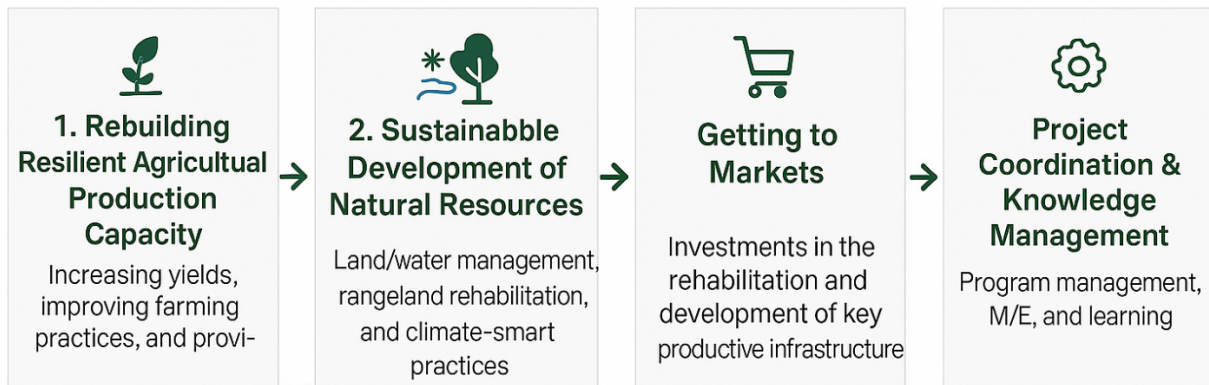 1. Rebuilding
Resilient Agricultual
Production
Capacity
Increasing yields,
improving farming
practices, and provi-
2. Sustainabble
Development of
Natural Resources
Land/water management,
rangeland rehabilitation,
and climate-smart
practices
Getting to
Markets
Investments in the
rehabilitation and
development of key
productive infrastructure
Project
Coordination &
Knowledge
Management
Program management,
M/E, and learning